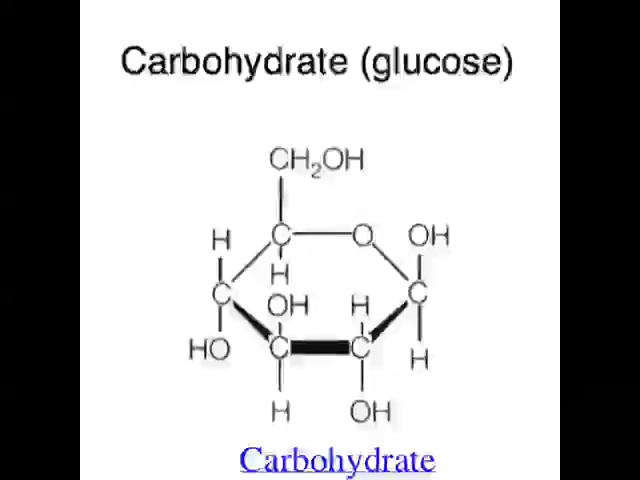 Carbohydrate (glucose)
CH₂OH
H C O OH
H
C OH H C
HO C C H
H OH
Carbohydrate